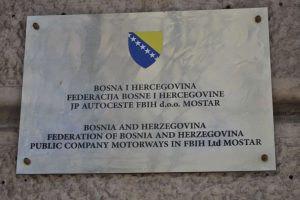 BOSNA I HERCEGOVINA
FEDERACIJA BOSNE I HERCEGOVINE
JP AUTOCESTE FBIH d.o.o. MOSTAR
BOSNIA AND HERZEGOVINA
FEDERATION OF BOSNIA AND HERZEGOVINA
PUBLIC COMPANY MOTORWAYS IN FBIH Ltd MOSTAR